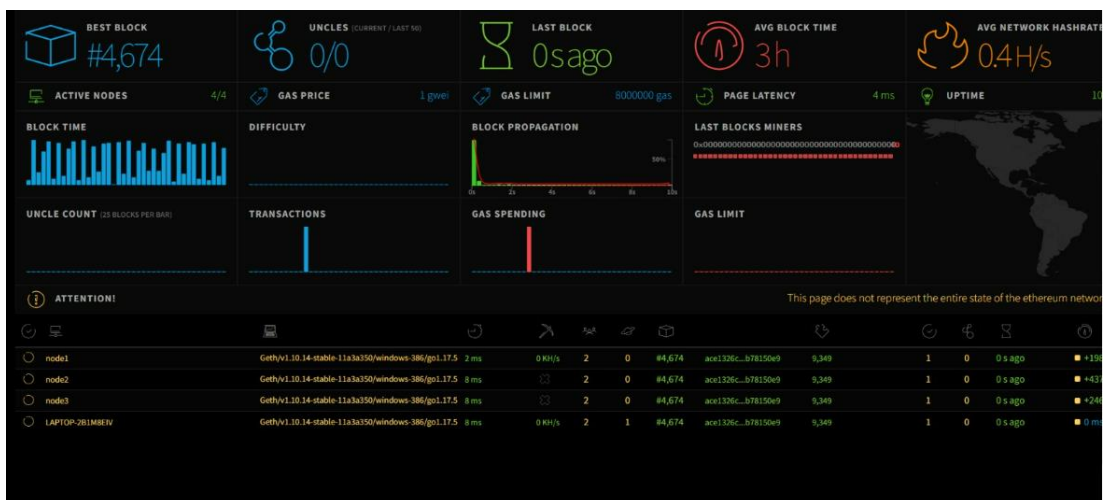 BEST BLOCK
#4,674
UNCLES (CURRENT / LAST 50)
0/0
LAST BLOCK
0 s ago
AVG BLOCK TIME
3 h
AVG NETWORK HASHRATE
0.4 H/s
ACTIVE NODES 4/4
GAS PRICE 1 gwei
GAS LIMIT 8000000 gas
PAGE LATENCY 4 ms
UPTIME 10
BLOCK TIME
DIFFICULTY
BLOCK PROPAGATION
50%
0s 2s 4s 6s 8s 10s
LAST BLOCKS MINERS
UNCLE COUNT (25 BLOCKS PER BAR)
TRANSACTIONS
GAS SPENDING
GAS LIMIT
ATTENTION!
This page does not represent the entire state of the ethereum networ
node1 Geth/v1.10.14-stable-11a3a350/windows-386/go1.17.5 2 ms 0 KH/s 2 0 #4,674 ace1326c...b78150e9 9,349 1 0 0 s ago +198
node2 Geth/v1.10.14-stable-11a3a350/windows-386/go1.17.5 8 ms 2 0 #4,674 ace1326c...b78150e9 9,349 1 0 0 s ago +437
node3 Geth/v1.10.14-stable-11a3a350/windows-386/go1.17.5 8 ms 2 0 #4,674 ace1326c...b78150e9 9,349 1 0 0 s ago +246
LAPTOP-2B1M8EIV Geth/v1.10.14-stable-11a3a350/windows-386/go1.17.5 8 ms 0 KH/s 2 1 #4,674 ace1326c...b78150e9 9,349 1 0 0 s ago 0 ms